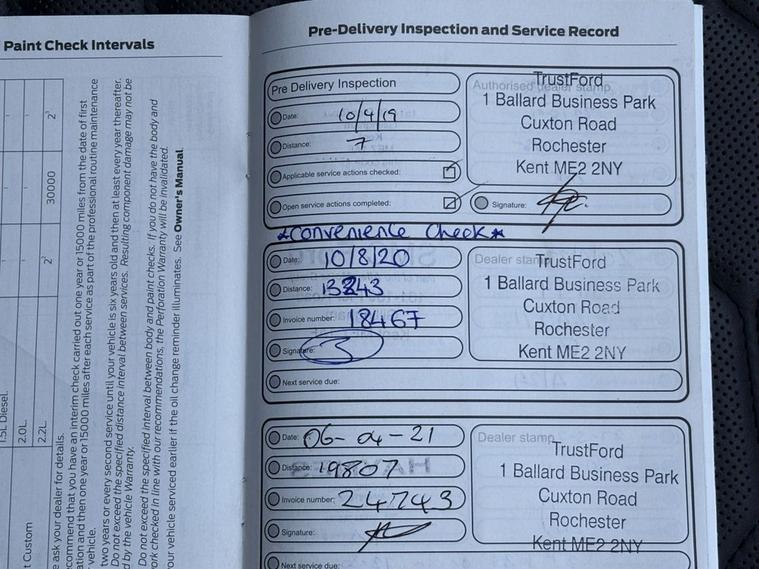 Paint Check Intervals
1.5L Diesel.
2.0L
2.2L
30000
2¹
2¹
t Custom
e ask your dealer for details.
commend that you have an interim check carried out one year or 15000 miles from the date of first
ation and then one year or 15000 miles after each service as part of the professional routine maintenance
vehicle.
two years or every second service until your vehicle is six years old and then at least every year thereafter.
Do not exceed the specified distance interval between services. Resulting component damage may not be
d by the vehicle Warranty.
Do not exceed the specified interval between body and paint checks. If you do not have the body and
ork checked in line with our recommendations, the Perforation Warranty will be invalidated.
our vehicle serviced earlier if the oil change reminder illuminates. See Owner's Manual.
Pre-Delivery Inspection and Service Record
Pre Delivery Inspection
Date: 10/4/19
Distance: 7
Applicable service actions checked:
Open service actions completed:
Authorised dealer stamp
TrustFord
1 Ballard Business Park
Cuxton Road
Rochester
Kent ME2 2NY
Signature:
*Convenience Check*
Date: 10/8/20
Distance: 13343
Invoice number: 18467
Signature:
Next service due:
Dealer stamp
TrustFord
1 Ballard Business Park
Cuxton Road
Rochester
Kent ME2 2NY
Date: 06-04-21
Distance: 19807
Invoice number: 24743
Signature:
Next service due:
Dealer stamp
TrustFord
1 Ballard Business Park
Cuxton Road
Rochester
Kent ME2 2NY